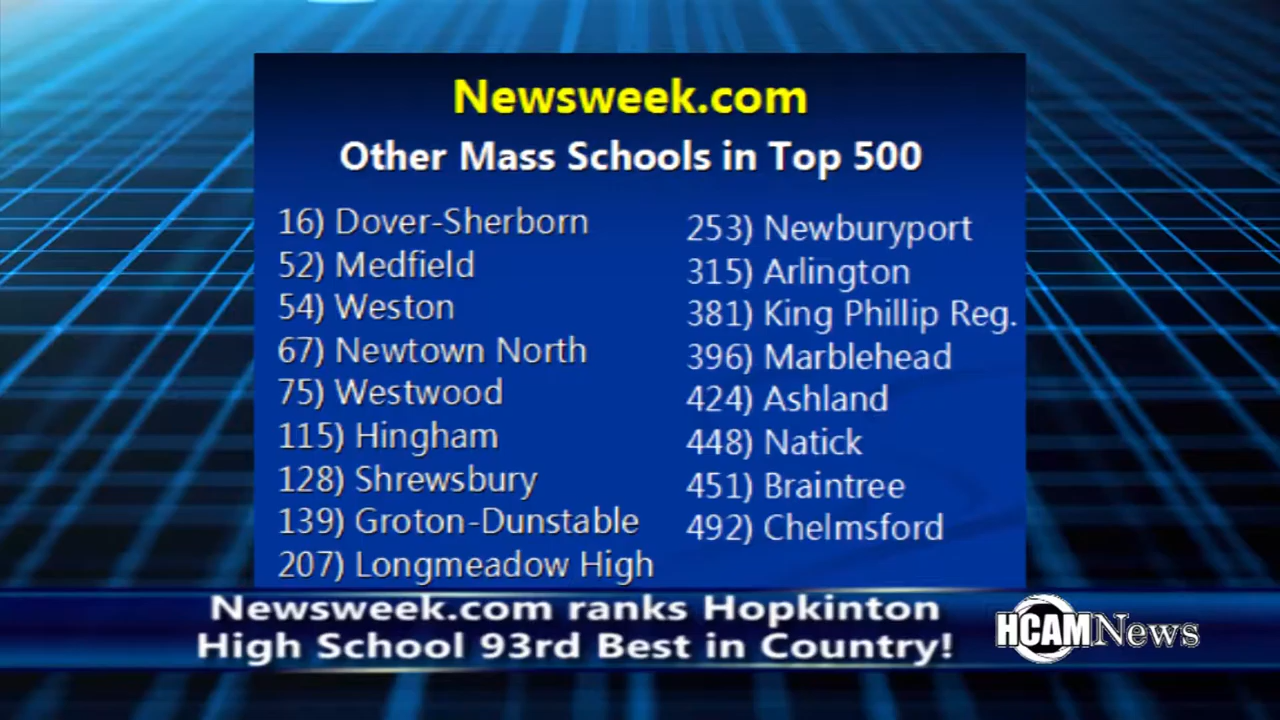 Newsweek.com
Other Mass Schools in Top 500
16) Dover-Sherborn
52) Medfield
54) Weston
67) Newtown North
75) Westwood
115) Hingham
128) Shrewsbury
139) Groton-Dunstable
207) Longmeadow High
253) Newburyport
315) Arlington
381) King Phillip Reg.
396) Marblehead
424) Ashland
448) Natick
451) Braintree
492) Chelmsford
Newsweek.com ranks Hopkinton
High School 93rd Best in Country!
HCAM News